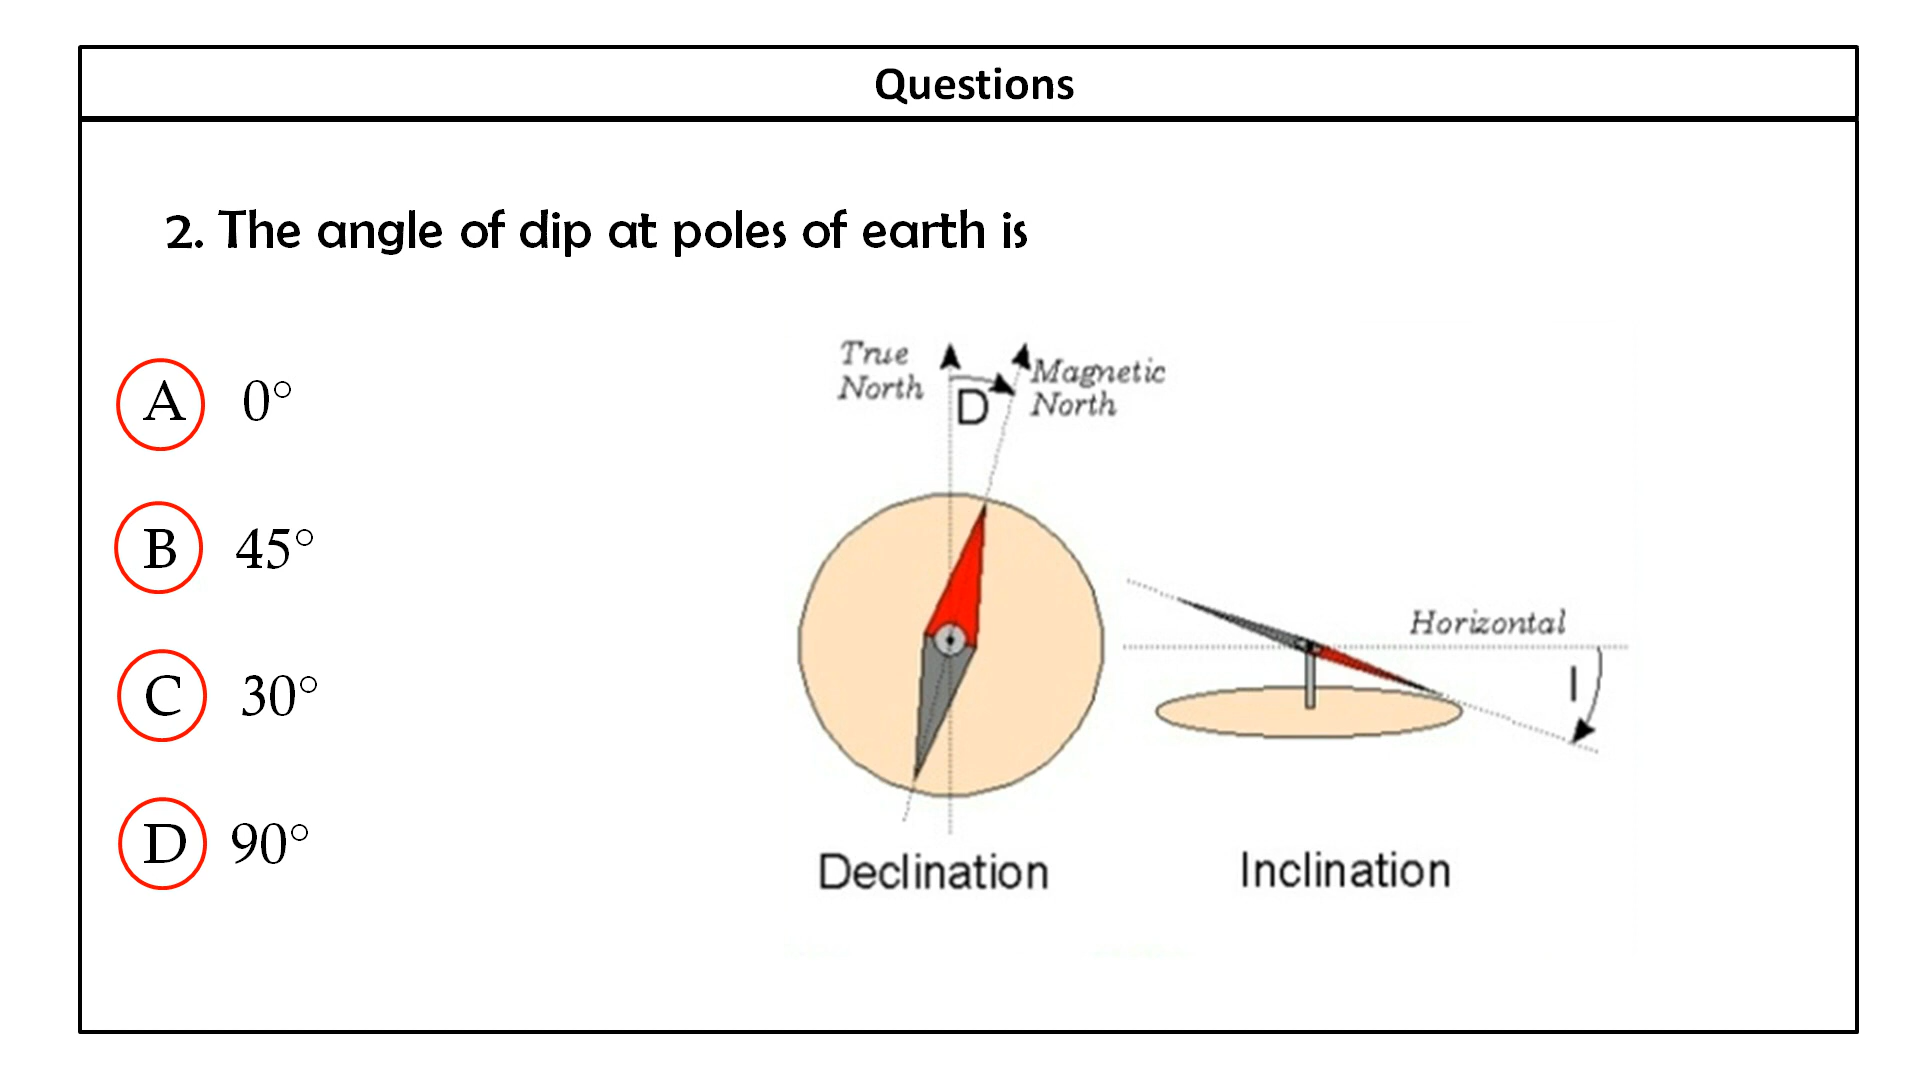 Questions
2. The angle of dip at poles of earth is
A 0°
B 45°
C 30°
D 90°
True North
Magnetic North
D
Horizontal
I
Declination
Inclination